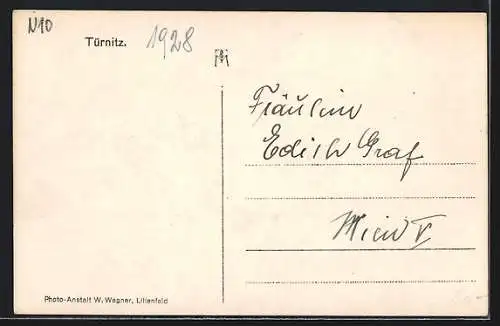 N10
Türnitz.
1928
Fräulein
Edith Graf
Wien V
Photo-Anstalt W. Wagner, Lilienfeld